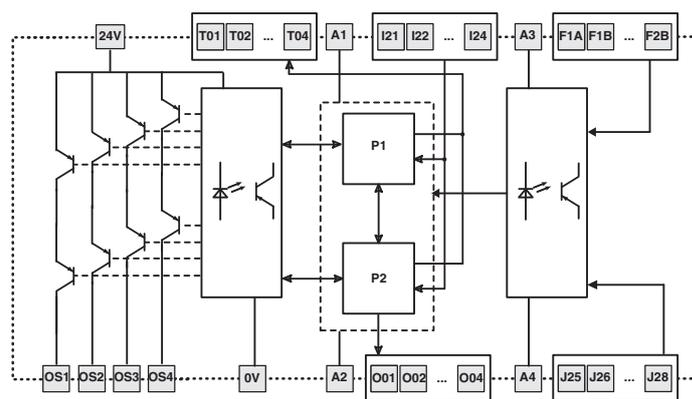 24V T01 T02 ... T04 A1 I21 I22 ... I24 A3 F1A F1B ... F2B
P1
P2
OS1 OS2 OS3 OS4 0V A2 O01 O02 ... O04 A4 J25 J26 ... J28